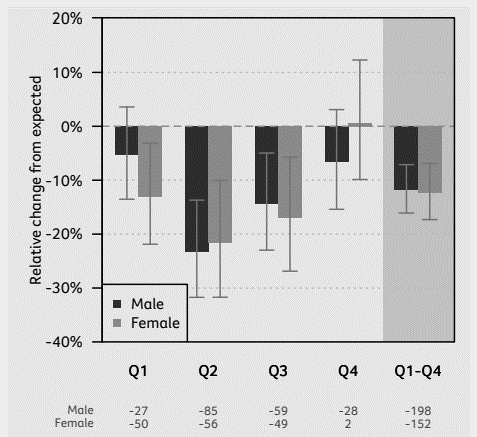 20%
10%
0%
-10%
-20%
-30%
-40%
Relative change from expected
Male
Female
Q1 Q2 Q3 Q4 Q1-Q4
Male -27 -85 -59 -28 -198
Female -50 -56 -49 2 -152